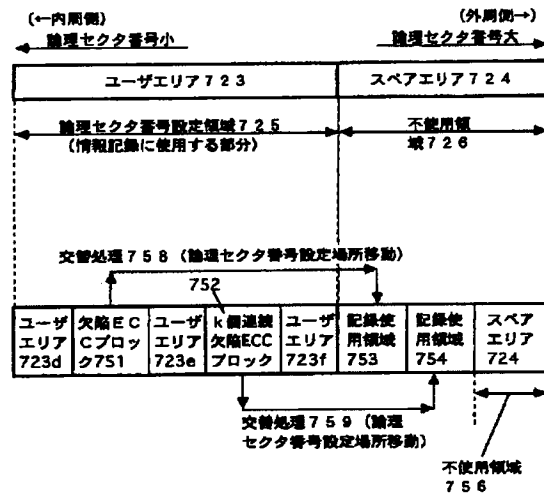 (←内周側)
論理セクタ番号小
(外周側→)
論理セクタ番号大
ユーザエリア723
スペアエリア724
論理セクタ番号設定領域725
(情報記録に使用する部分)
不使用領
域726
交替処理758 (論理セクタ番号設定場所移動)
752
ユーザ
エリア
723d
欠陥EC
Cブロッ
ク751
ユーザ
エリア
723e
k個連続
欠陥ECC
ブロック
ユーザ
エリア
723f
記録使
用領域
753
記録使
用領域
754
スペア
エリア
724
交替処理759 (論理
セクタ番号設定場所移動)
不使用領域
756